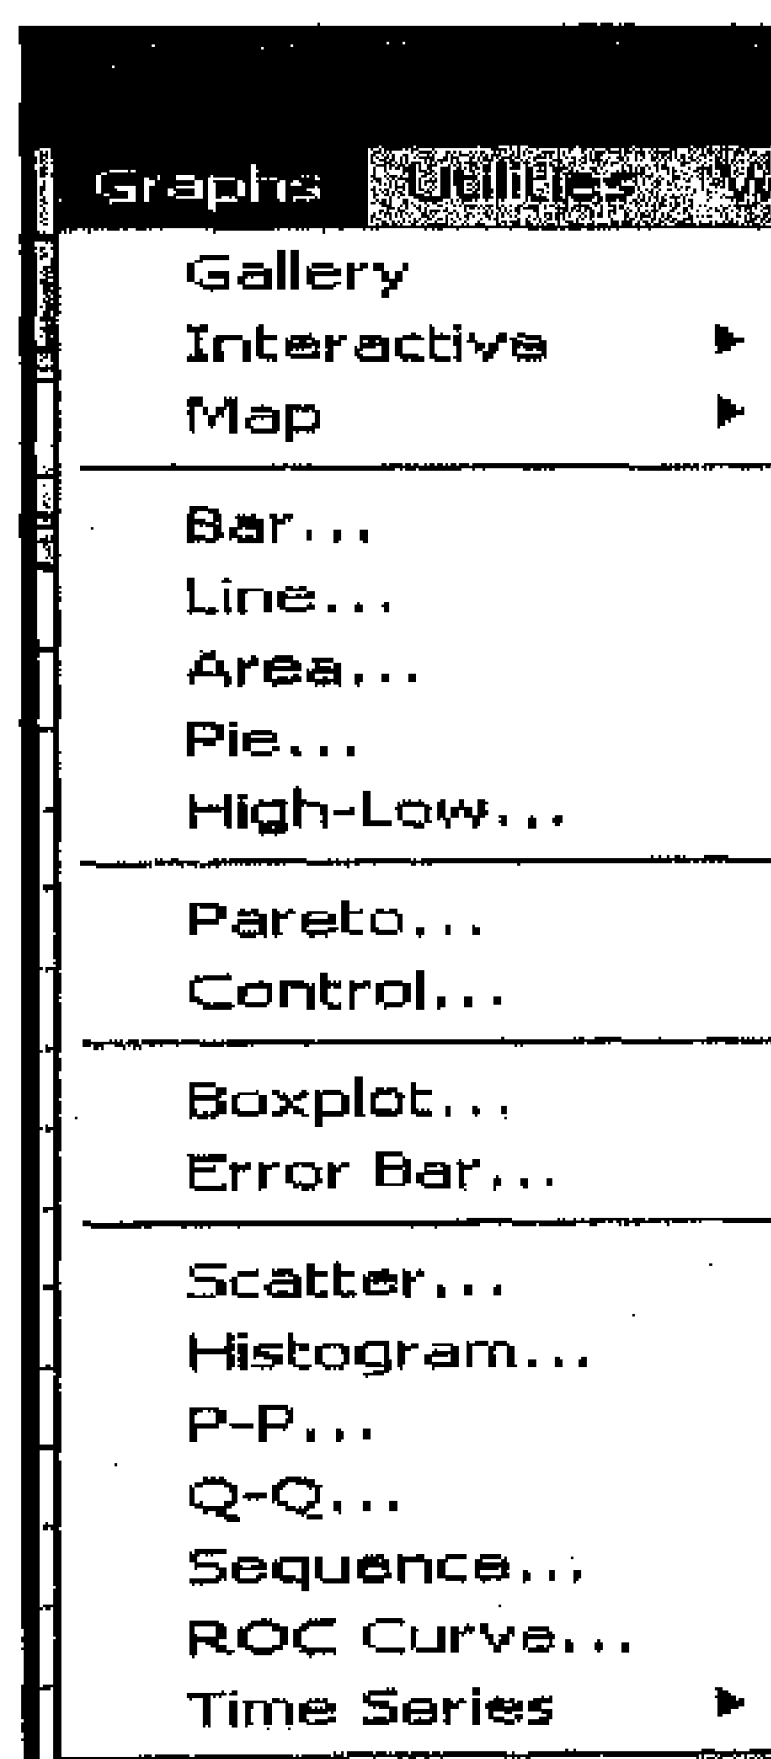 Graphs Utilities
Gallery
Interactive
Map
Bar...
Line...
Area...
Pie...
High-Low...
Pareto...
Control...
Boxplot...
Error Bar...
Scatter...
Histogram...
P-P...
Q-Q...
Sequence...
ROC Curve...
Time Series